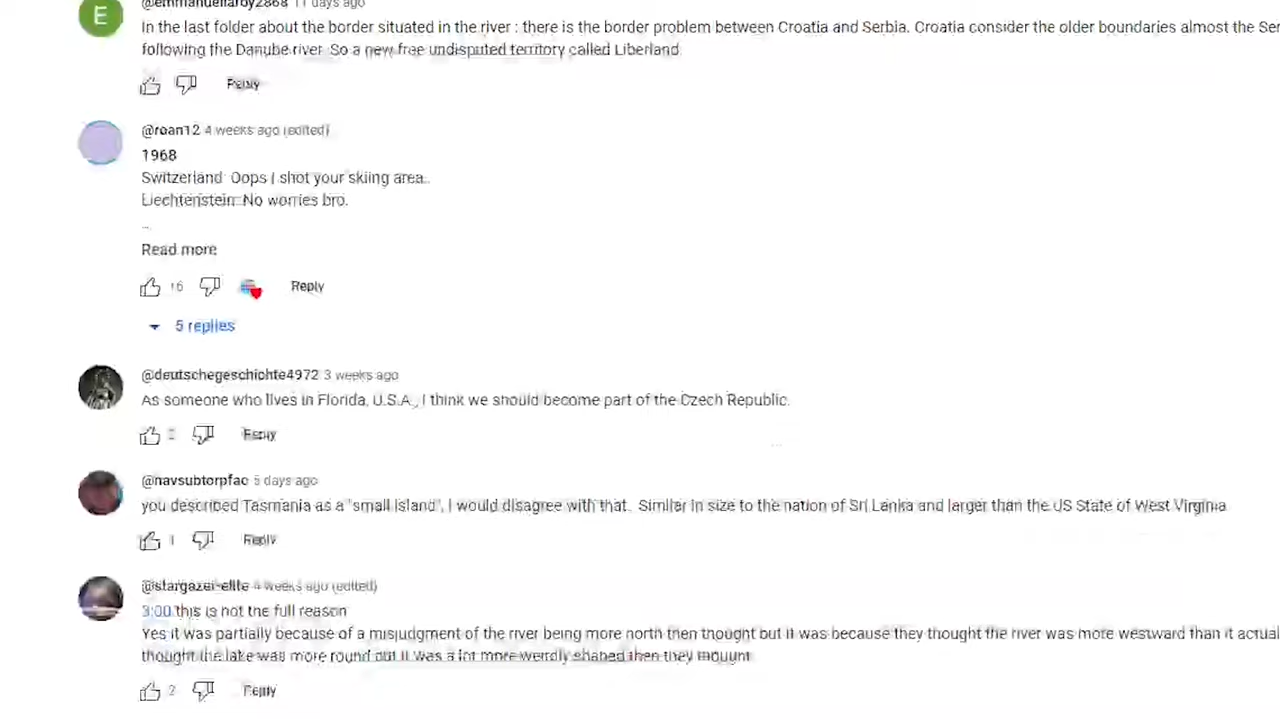 E
@emmanuellaroy2868 11 days ago
In the last folder about the border situated in the river : there is the border problem between Croatia and Serbia. Croatia consider the older boundaries almost the Ser
following the Danube river. So a new free undisputed territory called Liberland
Reply
@roan12 4 weeks ago (edited)
1968
Switzerland: Oops I shot your skiing area..
Liechtenstein: No worries bro.
..
Read more
16
Reply
5 replies
@deutschegeschichte4972 3 weeks ago
As someone who lives in Florida, U.S.A., I think we should become part of the Czech Republic.
Reply
@navsubtorpfac 5 days ago
you described Tasmania as a "small island", I would disagree with that. Similar in size to the nation of Sri Lanka and larger than the US State of West Virginia
1
Reply
@stargazer-elite 4 weeks ago (edited)
3:00 this is not the full reason
Yes it was partially because of a misjudgment of the river being more north then thought but it was because they thought the river was more westward than it actual
thought the lake was more round but it was a lot more weirdly shaped then they thought
2
Reply